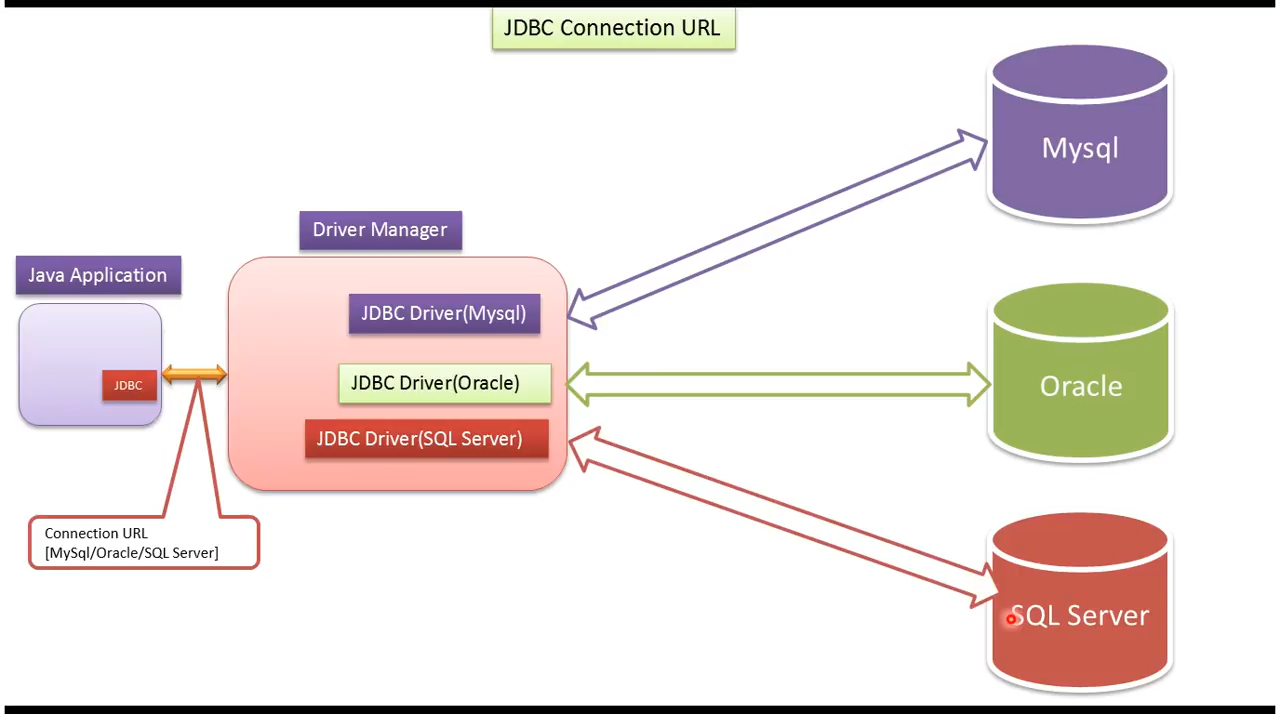 JDBC Connection URL
Mysql
Driver Manager
Java Application
JDBC Driver(Mysql)
JDBC
JDBC Driver(Oracle)
Oracle
JDBC Driver(SQL Server)
Connection URL
[MySql/Oracle/SQL Server]
SQL Server